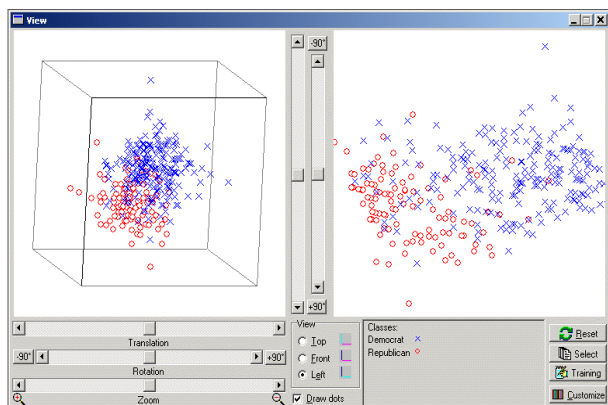 View
-90°
+90°
Translation
-90°
+90°
Rotation
Zoom
View
Top
Front
Left
Draw dots
Classes:
Democrat ×
Republican o
Reset
Select
Training
Customize